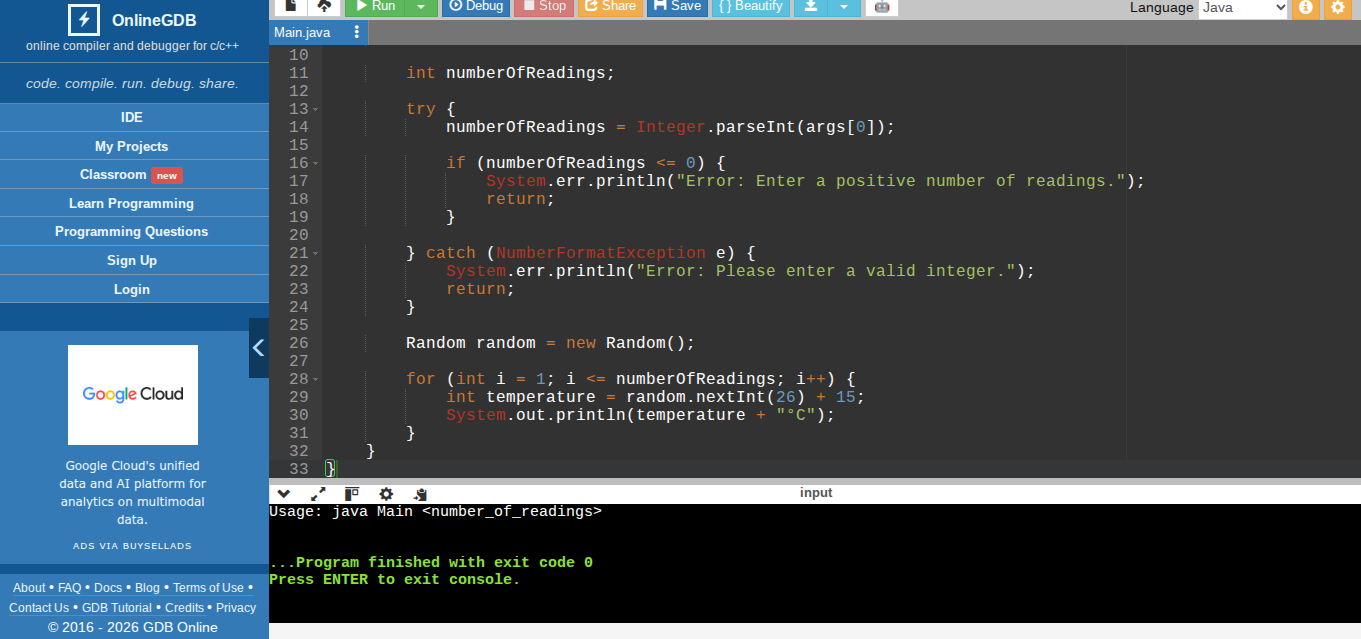 OnlineGDB
online compiler and debugger for c/c++
code. compile. run. debug. share.
IDE
My Projects
Classroom new
Learn Programming
Programming Questions
Sign Up
Login
Google Cloud
Google Cloud's unified
data and AI platform for
analytics on multimodal
data.
ADS VIA BUYSELLADS
About • FAQ • Docs • Blog • Terms of Use •
Contact Us • GDB Tutorial • Credits • Privacy
© 2016 - 2026 GDB Online
Run Debug Stop Share Save { } Beautify Language Java
Main.java
10
11 int numberOfReadings;
12
13 try {
14 numberOfReadings = Integer.parseInt(args[0]);
15
16 if (numberOfReadings <= 0) {
17 System.err.println("Error: Enter a positive number of readings.");
18 return;
19 }
20
21 } catch (NumberFormatException e) {
22 System.err.println("Error: Please enter a valid integer.");
23 return;
24 }
25
26 Random random = new Random();
27
28 for (int i = 1; i <= numberOfReadings; i++) {
29 int temperature = random.nextInt(26) + 15;
30 System.out.println(temperature + "°C");
31 }
32 }
33 }
input
Usage: java Main <number_of_readings>
...Program finished with exit code 0
Press ENTER to exit console.